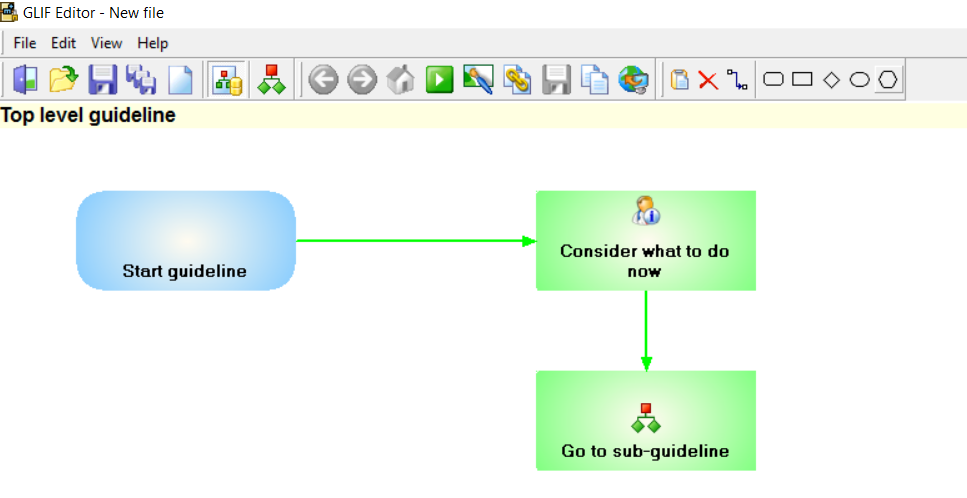 GLIF Editor - New file
File Edit View Help
Top level guideline
Start guideline
Consider what to do
now
Go to sub-guideline